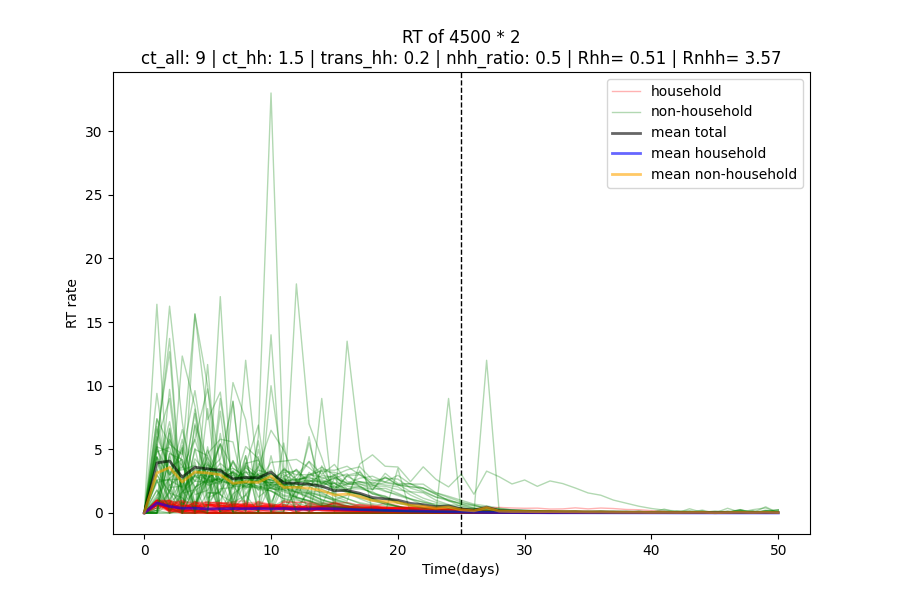 RT of 4500 * 2
ct_all: 9 | ct_hh: 1.5 | trans_hh: 0.2 | nhh_ratio: 0.5 | Rhh= 0.51 | Rnhh= 3.57
household
non-household
mean total
mean household
mean non-household
RT rate
30
25
20
15
10
5
0
0 10 20 30 40 50
Time(days)